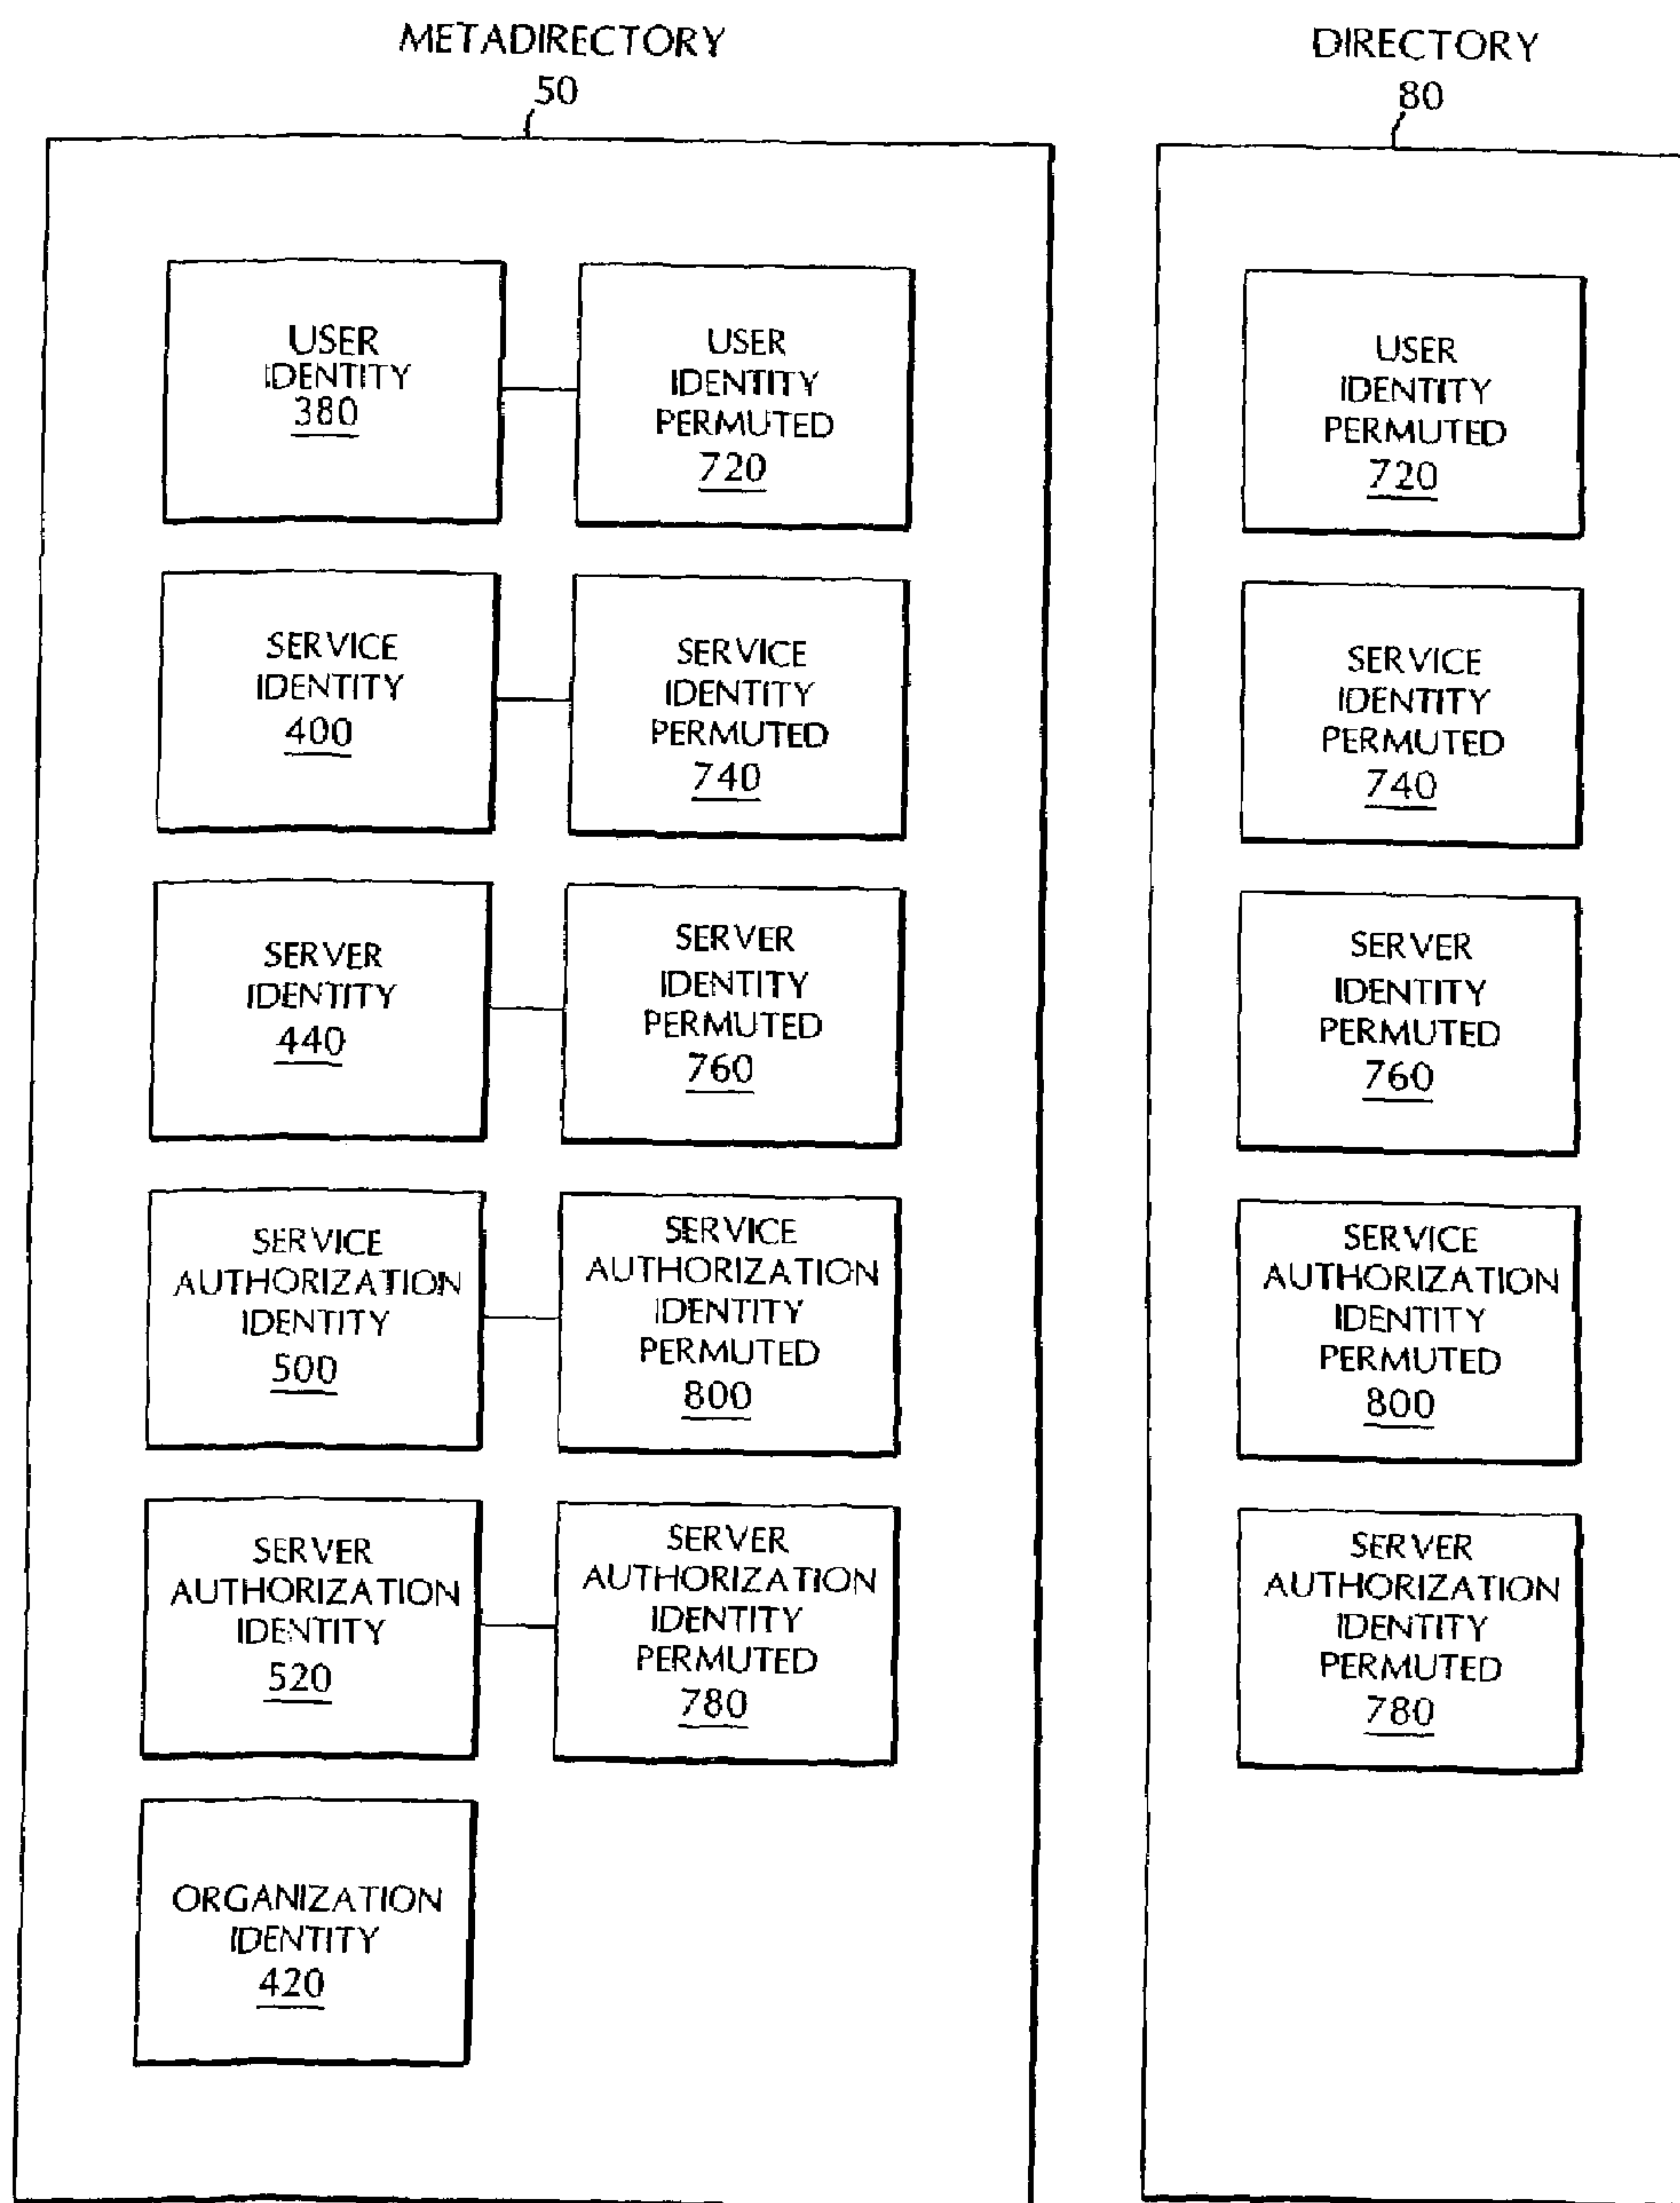 METADIRECTORY
50
USER
IDENTITY
380
USER
IDENTITY
PERMUTED
720
SERVICE
IDENTITY
400
SERVICE
IDENTITY
PERMUTED
740
SERVER
IDENTITY
440
SERVER
IDENTITY
PERMUTED
760
SERVICE
AUTHORIZATION
IDENTITY
500
SERVICE
AUTHORIZATION
IDENTITY
PERMUTED
800
SERVER
AUTHORIZATION
IDENTITY
520
SERVER
AUTHORIZATION
IDENTITY
PERMUTED
780
ORGANIZATION
IDENTITY
420
DIRECTORY
80
USER
IDENTITY
PERMUTED
720
SERVICE
IDENTITY
PERMUTED
740
SERVER
IDENTITY
PERMUTED
760
SERVICE
AUTHORIZATION
IDENTITY
PERMUTED
800
SERVER
AUTHORIZATION
IDENTITY
PERMUTED
780